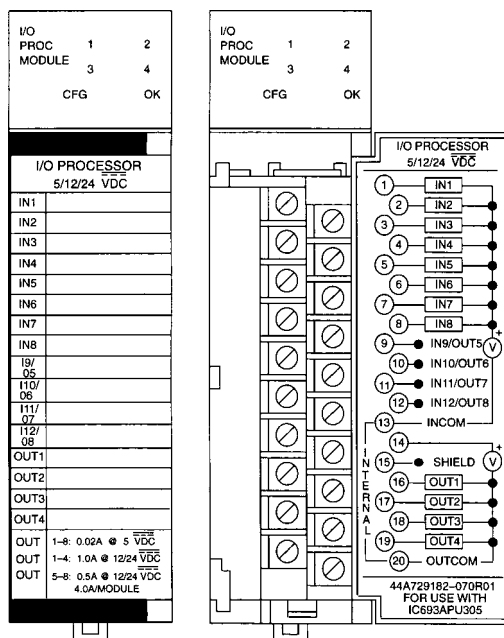 I/O
PROC 1 2
MODULE
3 4
CFG OK
I/O PROCESSOR
5/12/24 VDC
IN1
IN2
IN3
IN4
IN5
IN6
IN7
IN8
I9/
05
I10/
06
I11/
07
I12/
08
OUT1
OUT2
OUT3
OUT4
OUT 1–8: 0.02A @ 5 VDC
OUT 1–4: 1.0A @ 12/24 VDC
OUT 5–8: 0.5A @ 12/24 VDC
4.0A/MODULE
I/O
PROC 1 2
MODULE
3 4
CFG OK
I/O PROCESSOR
5/12/24 VDC
1 IN1
2 IN2
3 IN3
4 IN4
5 IN5
6 IN6
7 IN7
8 IN8
+
9 IN9/OUT5 V
10 IN10/OUT6
11 IN11/OUT7
12 IN12/OUT8
13 INCOM
14 +
15 SHIELD V
16 OUT1
17 OUT2
18 OUT3
19 OUT4
20 OUTCOM
INTERNAL
44A729182–070R01
FOR USE WITH
IC693APU305